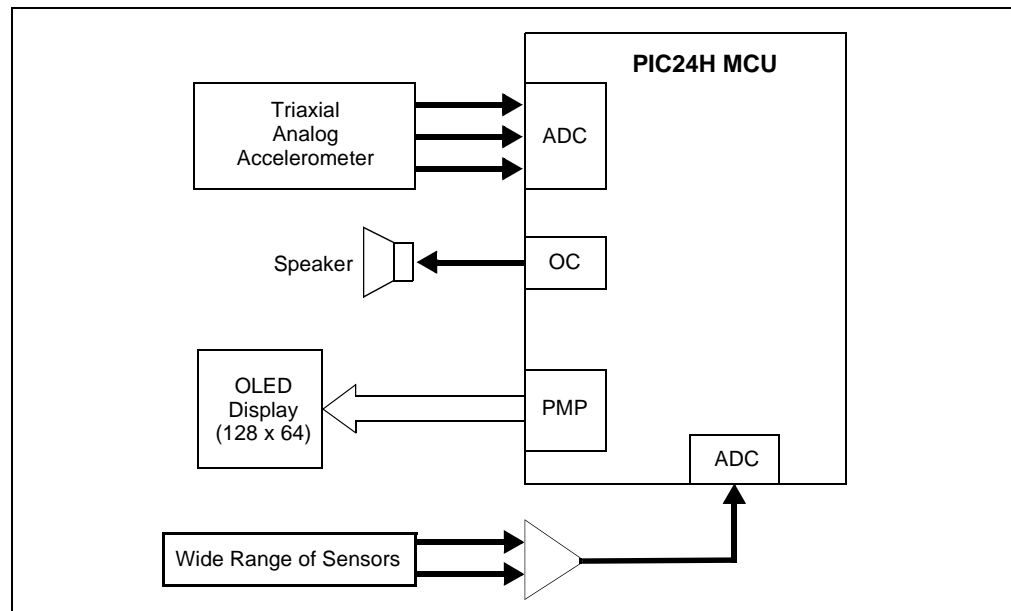 PIC24H MCU
Triaxial
Analog
Accelerometer
ADC
Speaker
OC
OLED
Display
(128 x 64)
PMP
ADC
Wide Range of Sensors